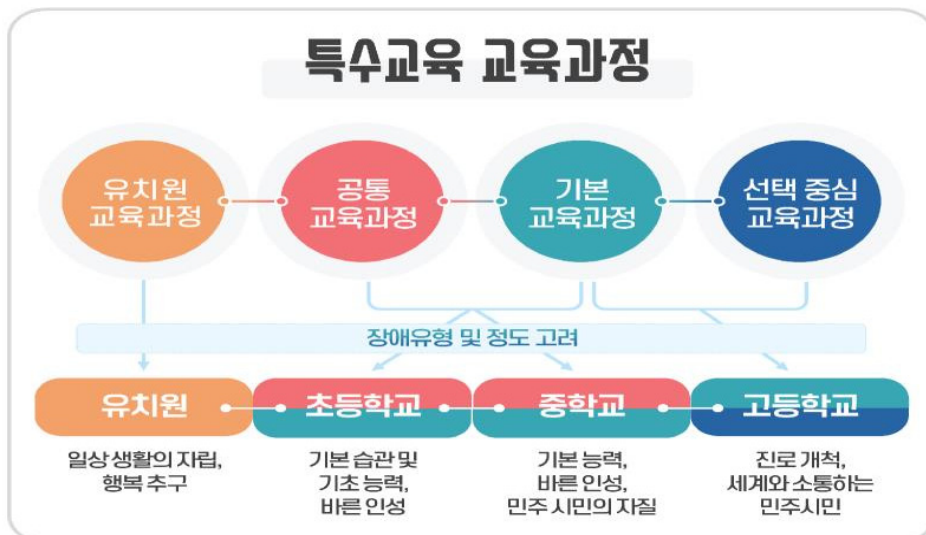 특수교육 교육과정
유치원
교육과정
공통
교육과정
기본
교육과정
선택 중심
교육과정
장애유형 및 정도 고려
유치원
초등학교
중학교
고등학교
일상 생활의 자립,
행복 추구
기본 습관 및
기초 능력,
바른 인성
기본 능력,
바른 인성,
민주 시민의 자질
진로 개척,
세계와 소통하는
민주시민